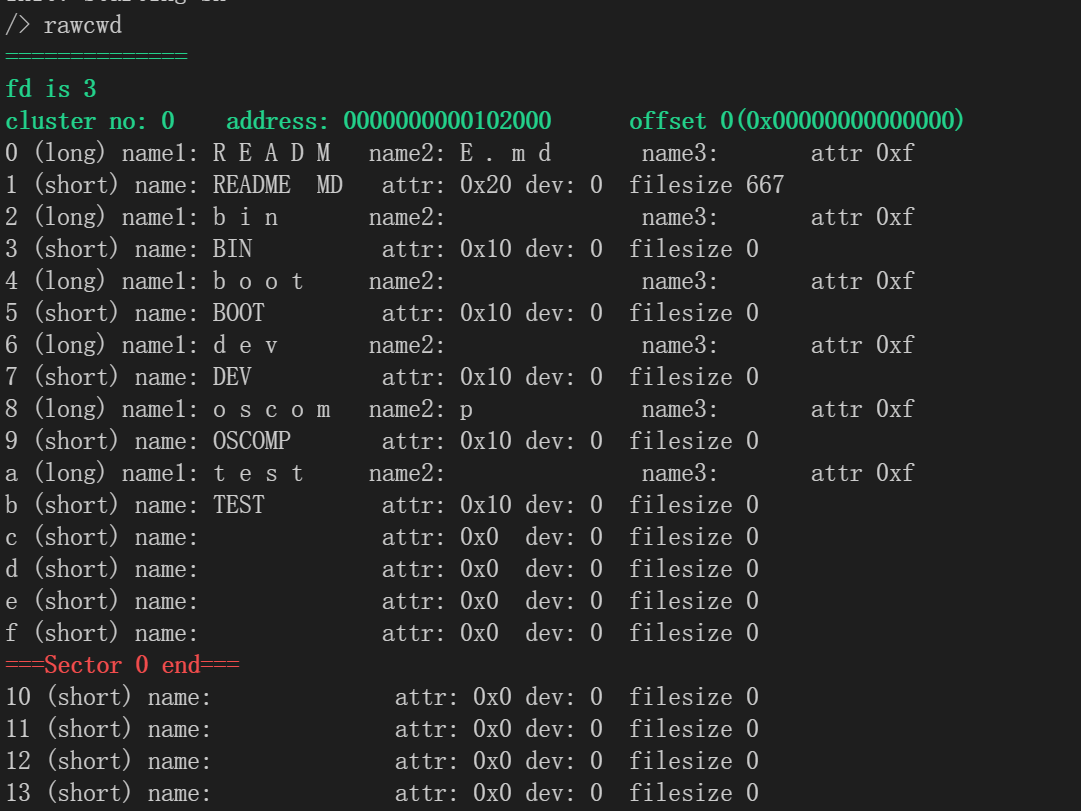 /> rawcwd
==============
fd is 3
cluster no: 0    address: 0000000000102000      offset 0(0x00000000000000)
0 (long) name1: R E A D M   name2: E . m d       name3:       attr 0xf
1 (short) name: README  MD   attr: 0x20 dev: 0  filesize 667
2 (long) name1: b i n       name2:               name3:       attr 0xf
3 (short) name: BIN          attr: 0x10 dev: 0  filesize 0
4 (long) name1: b o o t     name2:               name3:       attr 0xf
5 (short) name: BOOT         attr: 0x10 dev: 0  filesize 0
6 (long) name1: d e v       name2:               name3:       attr 0xf
7 (short) name: DEV          attr: 0x10 dev: 0  filesize 0
8 (long) name1: o s c o m   name2: p             name3:       attr 0xf
9 (short) name: OSCOMP       attr: 0x10 dev: 0  filesize 0
a (long) name1: t e s t     name2:               name3:       attr 0xf
b (short) name: TEST         attr: 0x10 dev: 0  filesize 0
c (short) name:              attr: 0x0  dev: 0  filesize 0
d (short) name:              attr: 0x0  dev: 0  filesize 0
e (short) name:              attr: 0x0  dev: 0  filesize 0
f (short) name:              attr: 0x0  dev: 0  filesize 0
===Sector 0 end===
10 (short) name:              attr: 0x0 dev: 0  filesize 0
11 (short) name:              attr: 0x0 dev: 0  filesize 0
12 (short) name:              attr: 0x0 dev: 0  filesize 0
13 (short) name:              attr: 0x0 dev: 0  filesize 0